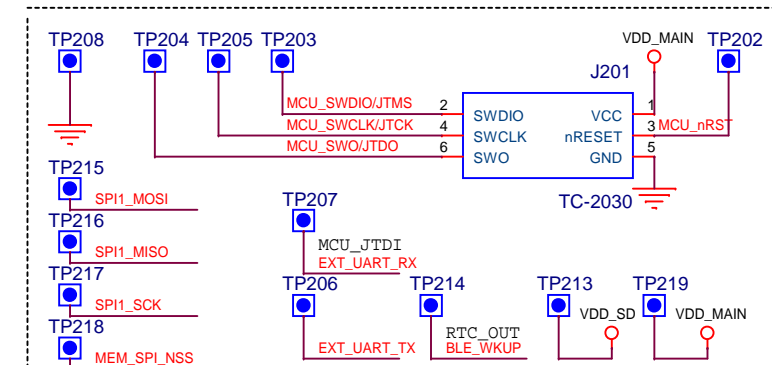 TP208 TP204 TP205 TP203 VDD_MAIN TP202
J201
MCU_SWDIO/JTMS 2 SWDIO VCC 1
MCU_SWCLK/JTCK 4 SWCLK nRESET 3 MCU_nRST
MCU_SWO/JTDO 6 SWO GND 5
TC-2030
TP215
SPI1_MOSI
TP207
TP216
MCU_JTDI
SPI1_MISO
EXT_UART_RX
TP217
TP206 TP214 TP213 TP219
SPI1_SCK
VDD_SD VDD_MAIN
TP218
RTC_OUT
EXT_UART_TX BLE_WKUP
MEM_SPI_NSS